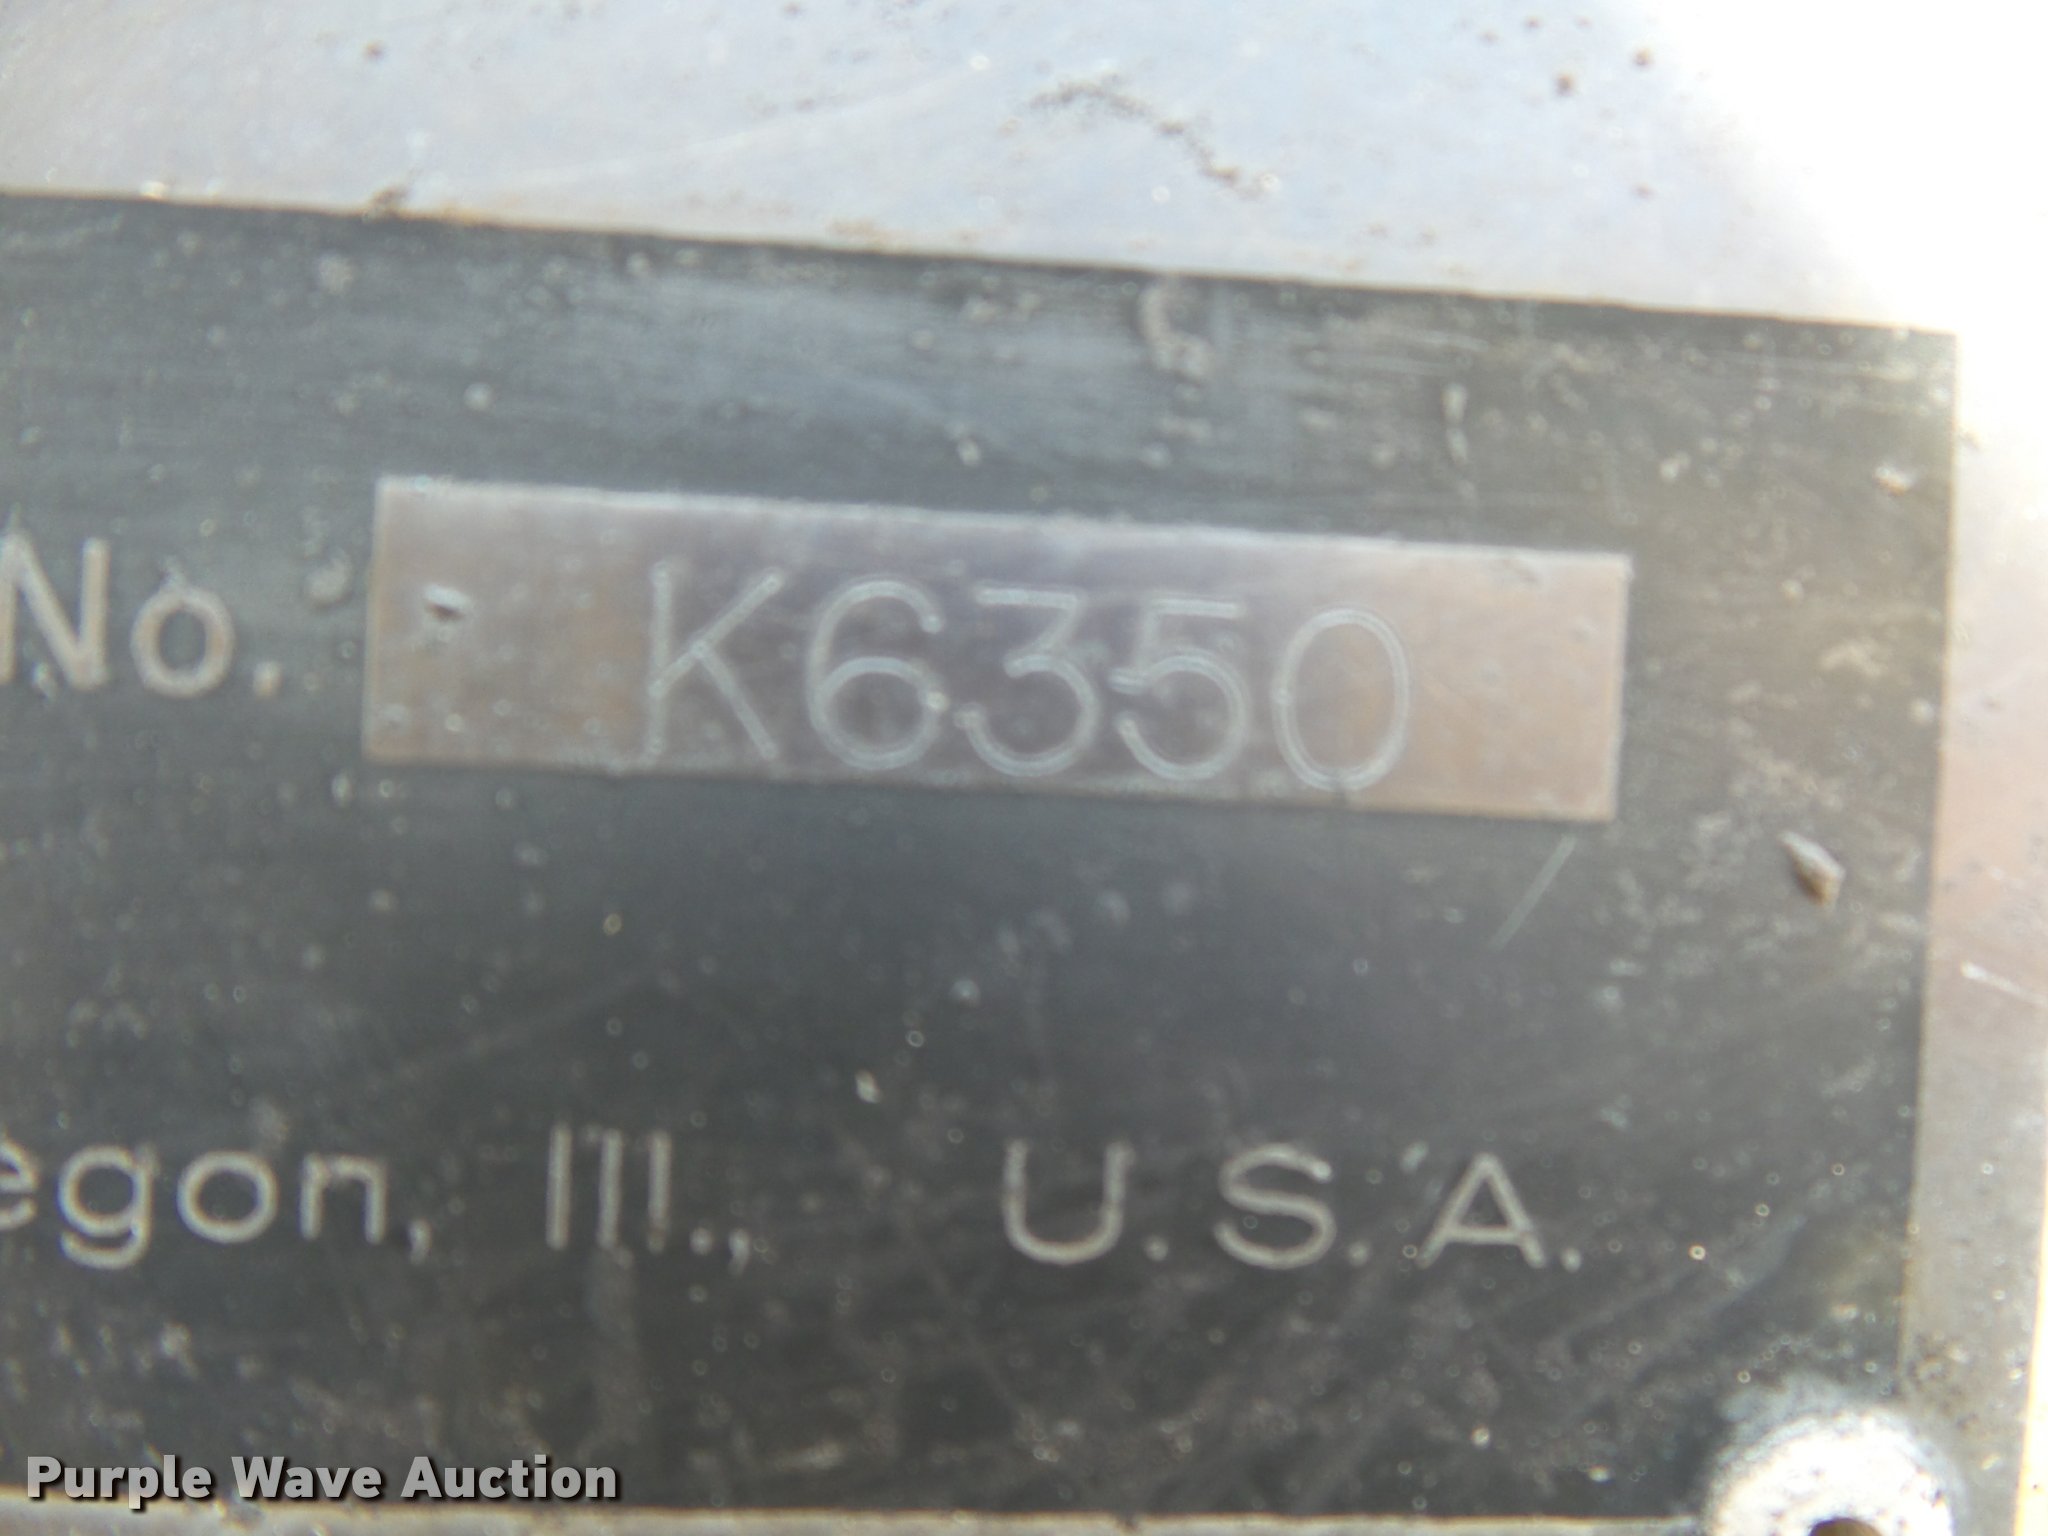 No. K6350
egon, Ill., U.S.A.
Purple Wave Auction